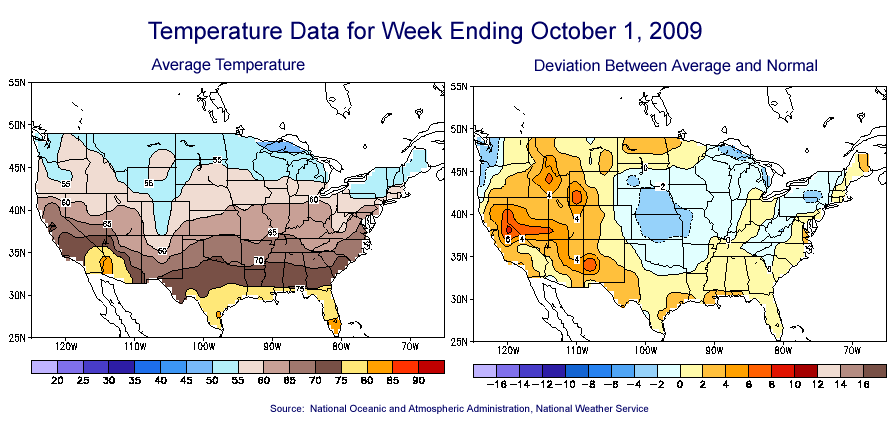 Temperature Data for Week Ending October 1, 2009
Average Temperature
Deviation Between Average and Normal
55N
50N
45N
40N
35N
30N
25N
120W 110W 100W 90W 80W 70W
55
55
55
60
60
65
60
65
70
75
20 25 30 35 40 45 50 55 60 65 70 75 80 85 90
55N
50N
45N
40N
35N
30N
25N
120W 110W 100W 90W 80W 70W
0
-2
4
4
6
4
4
0
-16 -14 -12 -10 -8 -6 -4 -2 0 2 4 6 8 10 12 14 16
Source: National Oceanic and Atmospheric Administration, National Weather Service